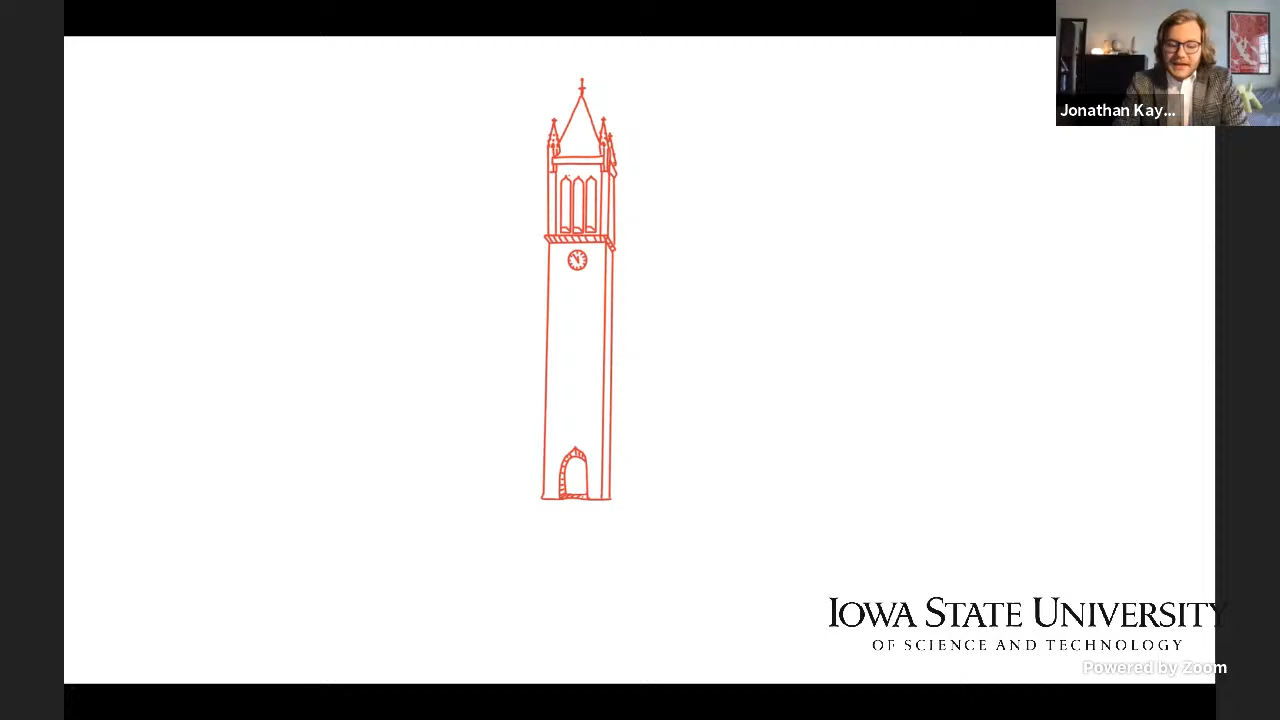 Jonathan Kay...
IOWA STATE UNIVERSITY
OF SCIENCE AND TECHNOLOGY
Powered by Zoom